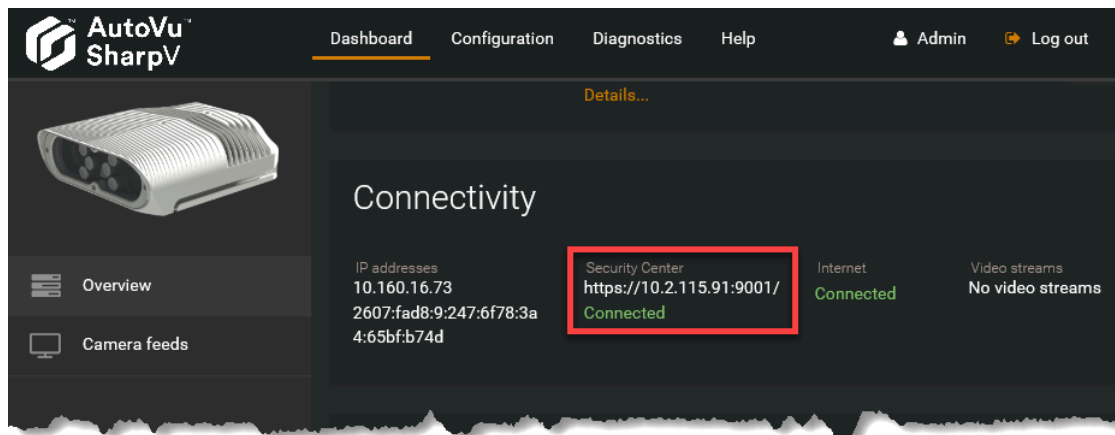 AutoVu™
SharpV
Dashboard Configuration Diagnostics Help Admin Log out
Details...
Connectivity
IP addresses
10.160.16.73
2607:fad8:9:247:6f78:3a
4:65bf:b74d
Security Center
https://10.2.115.91:9001/
Connected
Internet
Connected
Video streams
No video streams
Overview
Camera feeds